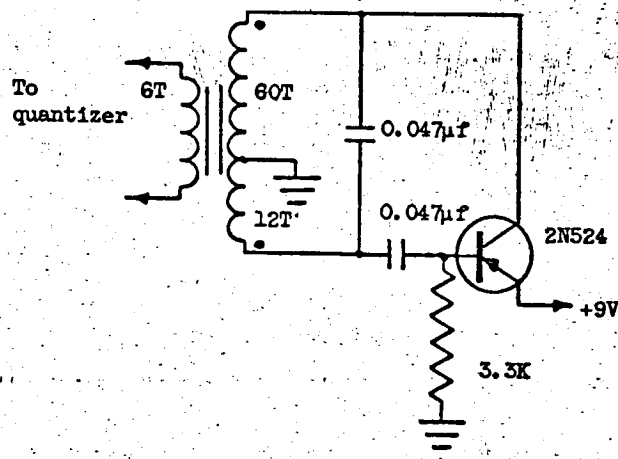 To
quantizer
6T
60T
12T
0.047µf
0.047µf
2N524
+9V
3.3K